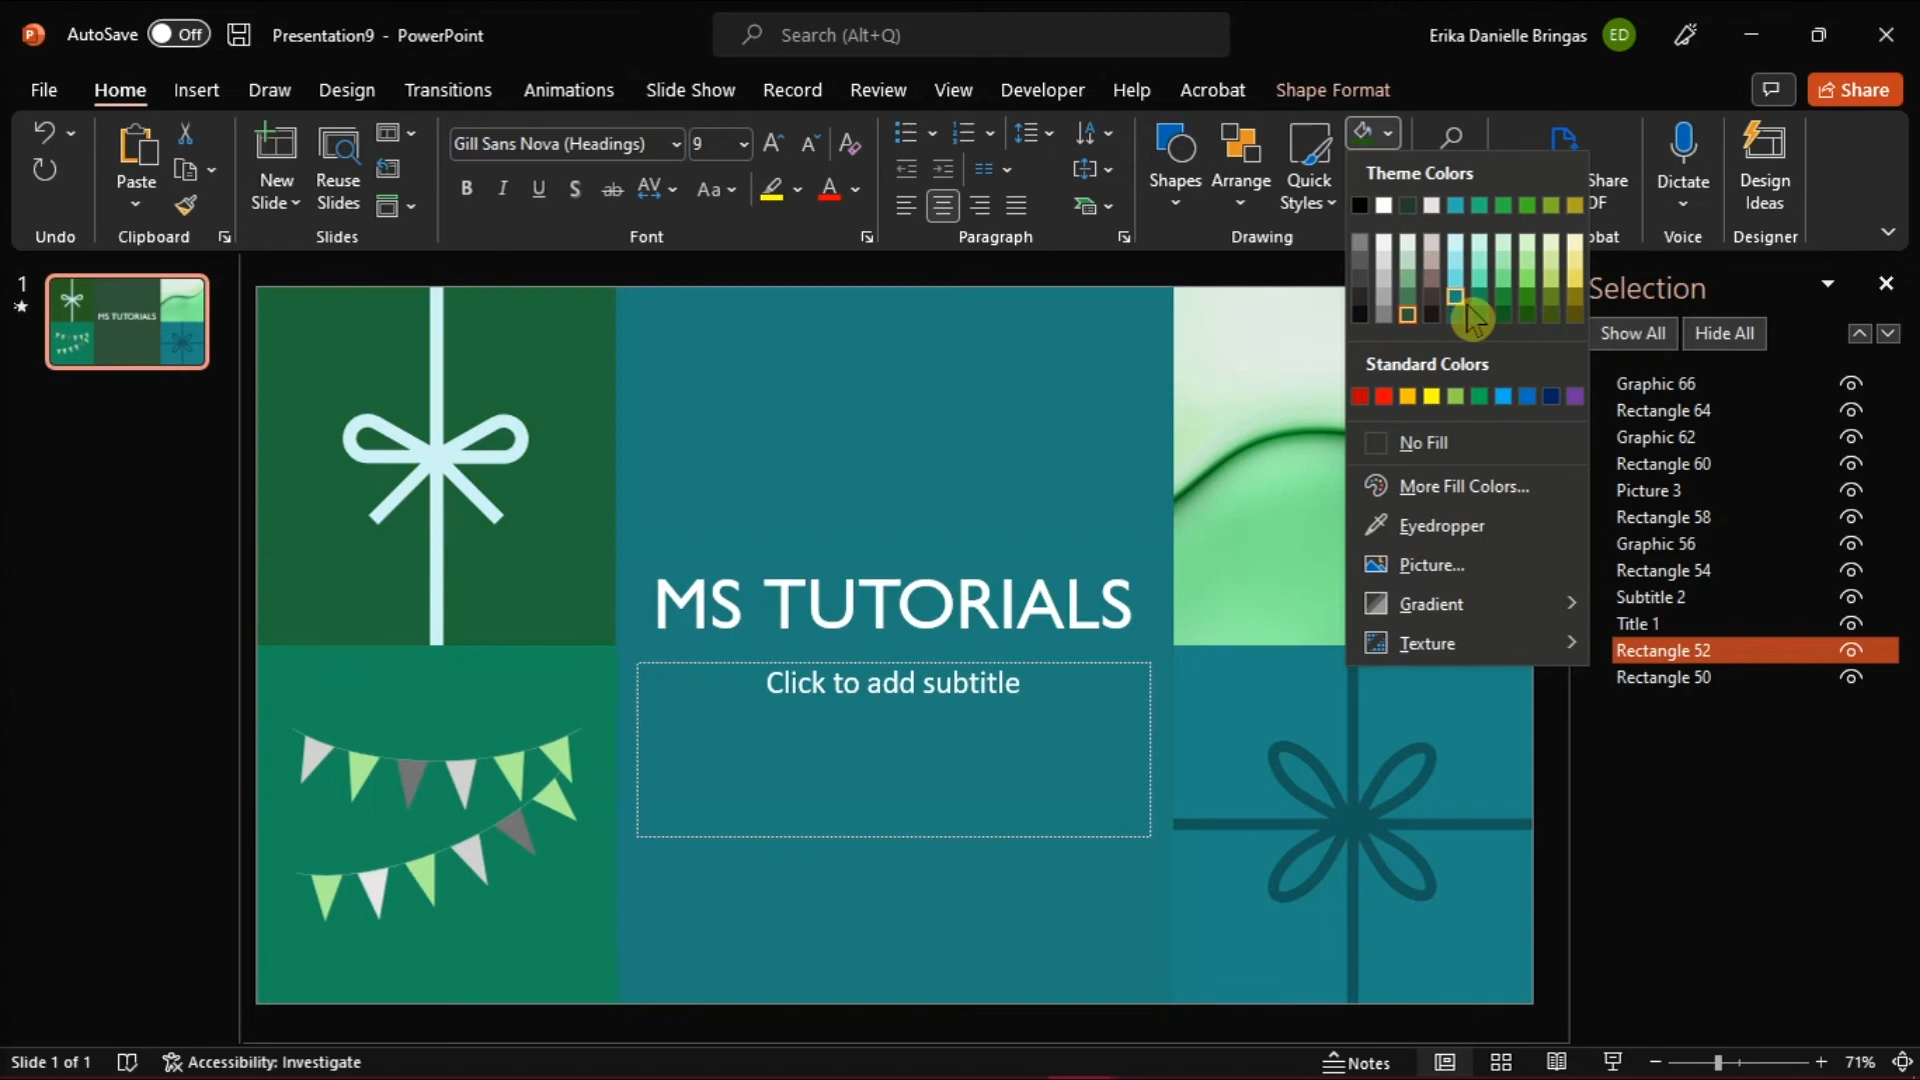 AutoSave Off Presentation9 - PowerPoint Search (Alt+Q) Erika Danielle Bringas ED
File Home Insert Draw Design Transitions Animations Slide Show Record Review View Developer Help Acrobat Shape Format Share
Gill Sans Nova (Headings) 9
Paste
New Slide
Reuse Slides
Shapes
Arrange
Quick Styles
Dictate
Design Ideas
Undo Clipboard Slides Font Paragraph Drawing Voice Designer
Theme Colors
Standard Colors
No Fill
More Fill Colors...
Eyedropper
Picture...
Gradient
Texture
1
MS TUTORIALS
MS TUTORIALS
Click to add subtitle
Selection
Show All Hide All
Graphic 66
Rectangle 64
Graphic 62
Rectangle 60
Picture 3
Rectangle 58
Graphic 56
Rectangle 54
Subtitle 2
Title 1
Rectangle 52
Rectangle 50
Slide 1 of 1 Accessibility: Investigate Notes 71%